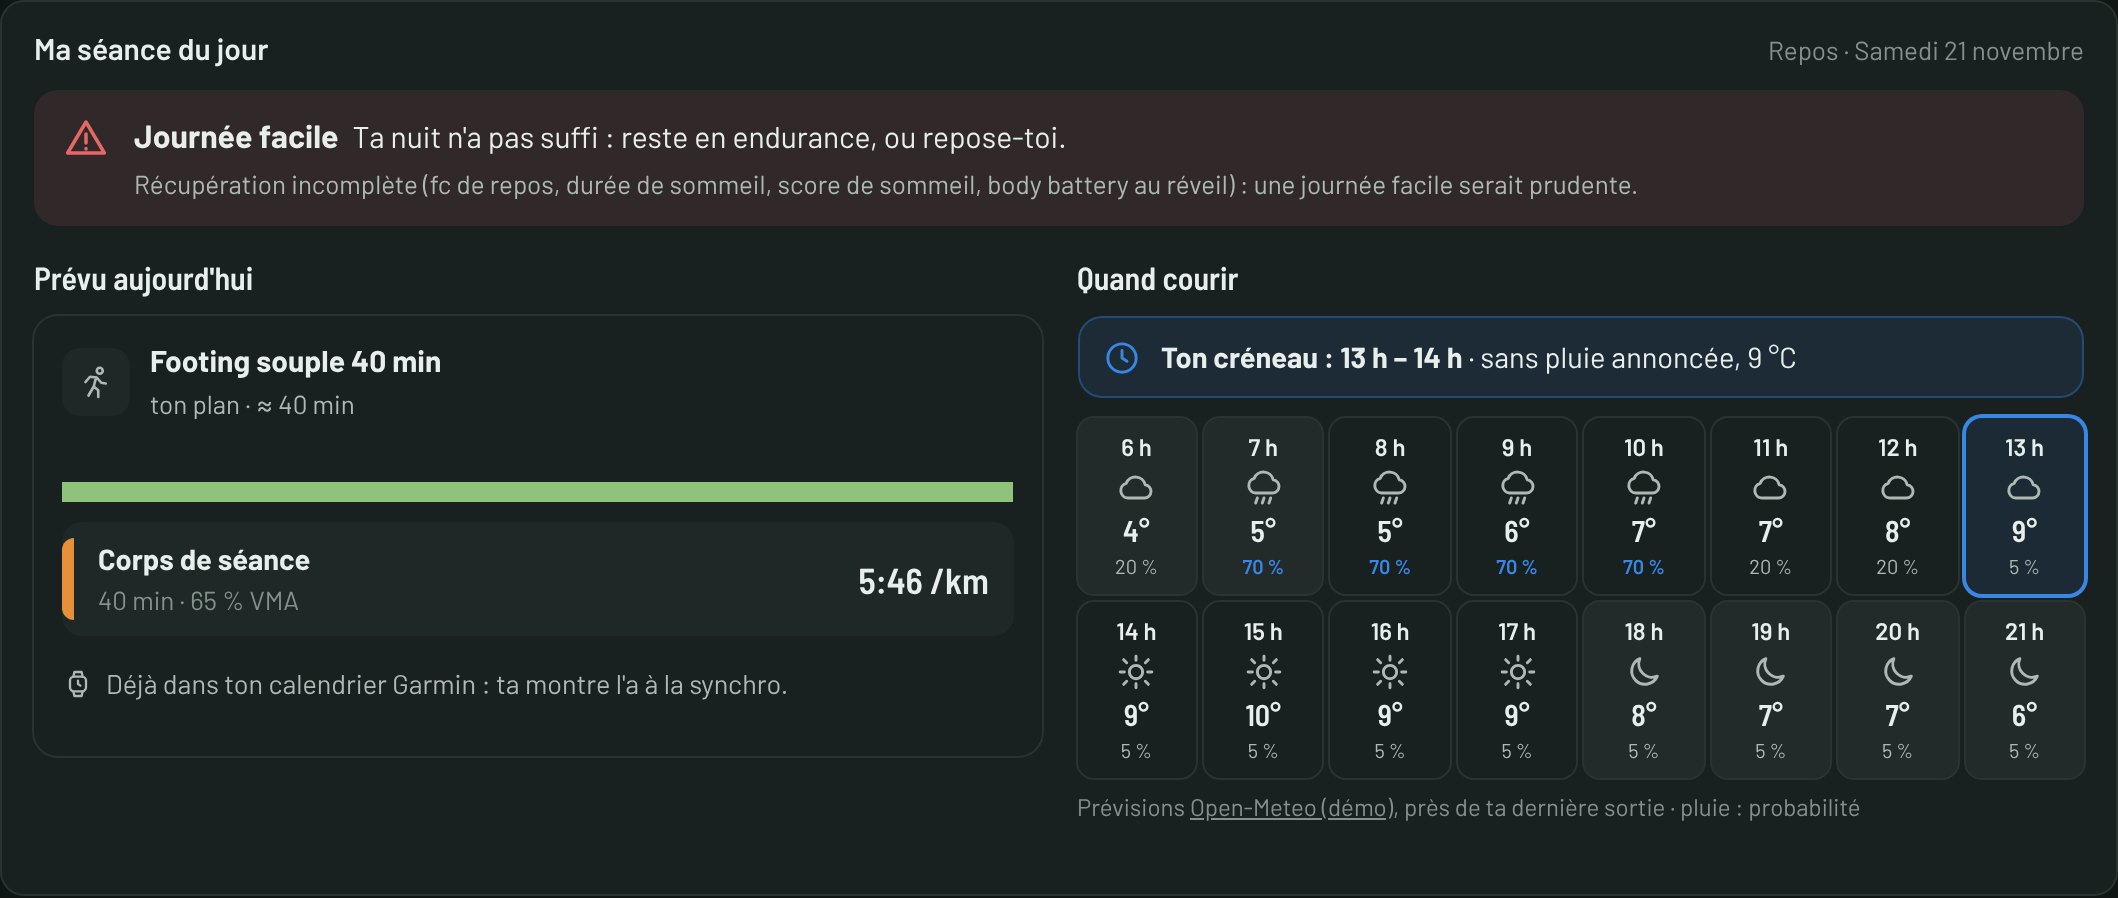 Ma séance du jour
Repos · Samedi 21 novembre
Journée facile Ta nuit n'a pas suffi : reste en endurance, ou repose-toi.
Récupération incomplète (fc de repos, durée de sommeil, score de sommeil, body battery au réveil) : une journée facile serait prudente.
Prévu aujourd'hui
Footing souple 40 min
ton plan · ≈ 40 min
Corps de séance
40 min · 65 % VMA
5:46 /km
Déjà dans ton calendrier Garmin : ta montre l'a à la synchro.
Quand courir
Ton créneau : 13 h – 14 h · sans pluie annoncée, 9 °C
6 h 7 h 8 h 9 h 10 h 11 h 12 h 13 h
4° 5° 5° 6° 7° 7° 8° 9°
20 % 70 % 70 % 70 % 70 % 20 % 20 % 5 %
14 h 15 h 16 h 17 h 18 h 19 h 20 h 21 h
9° 10° 9° 9° 8° 7° 7° 6°
5 % 5 % 5 % 5 % 5 % 5 % 5 % 5 %
Prévisions Open-Meteo (démo), près de ta dernière sortie · pluie : probabilité